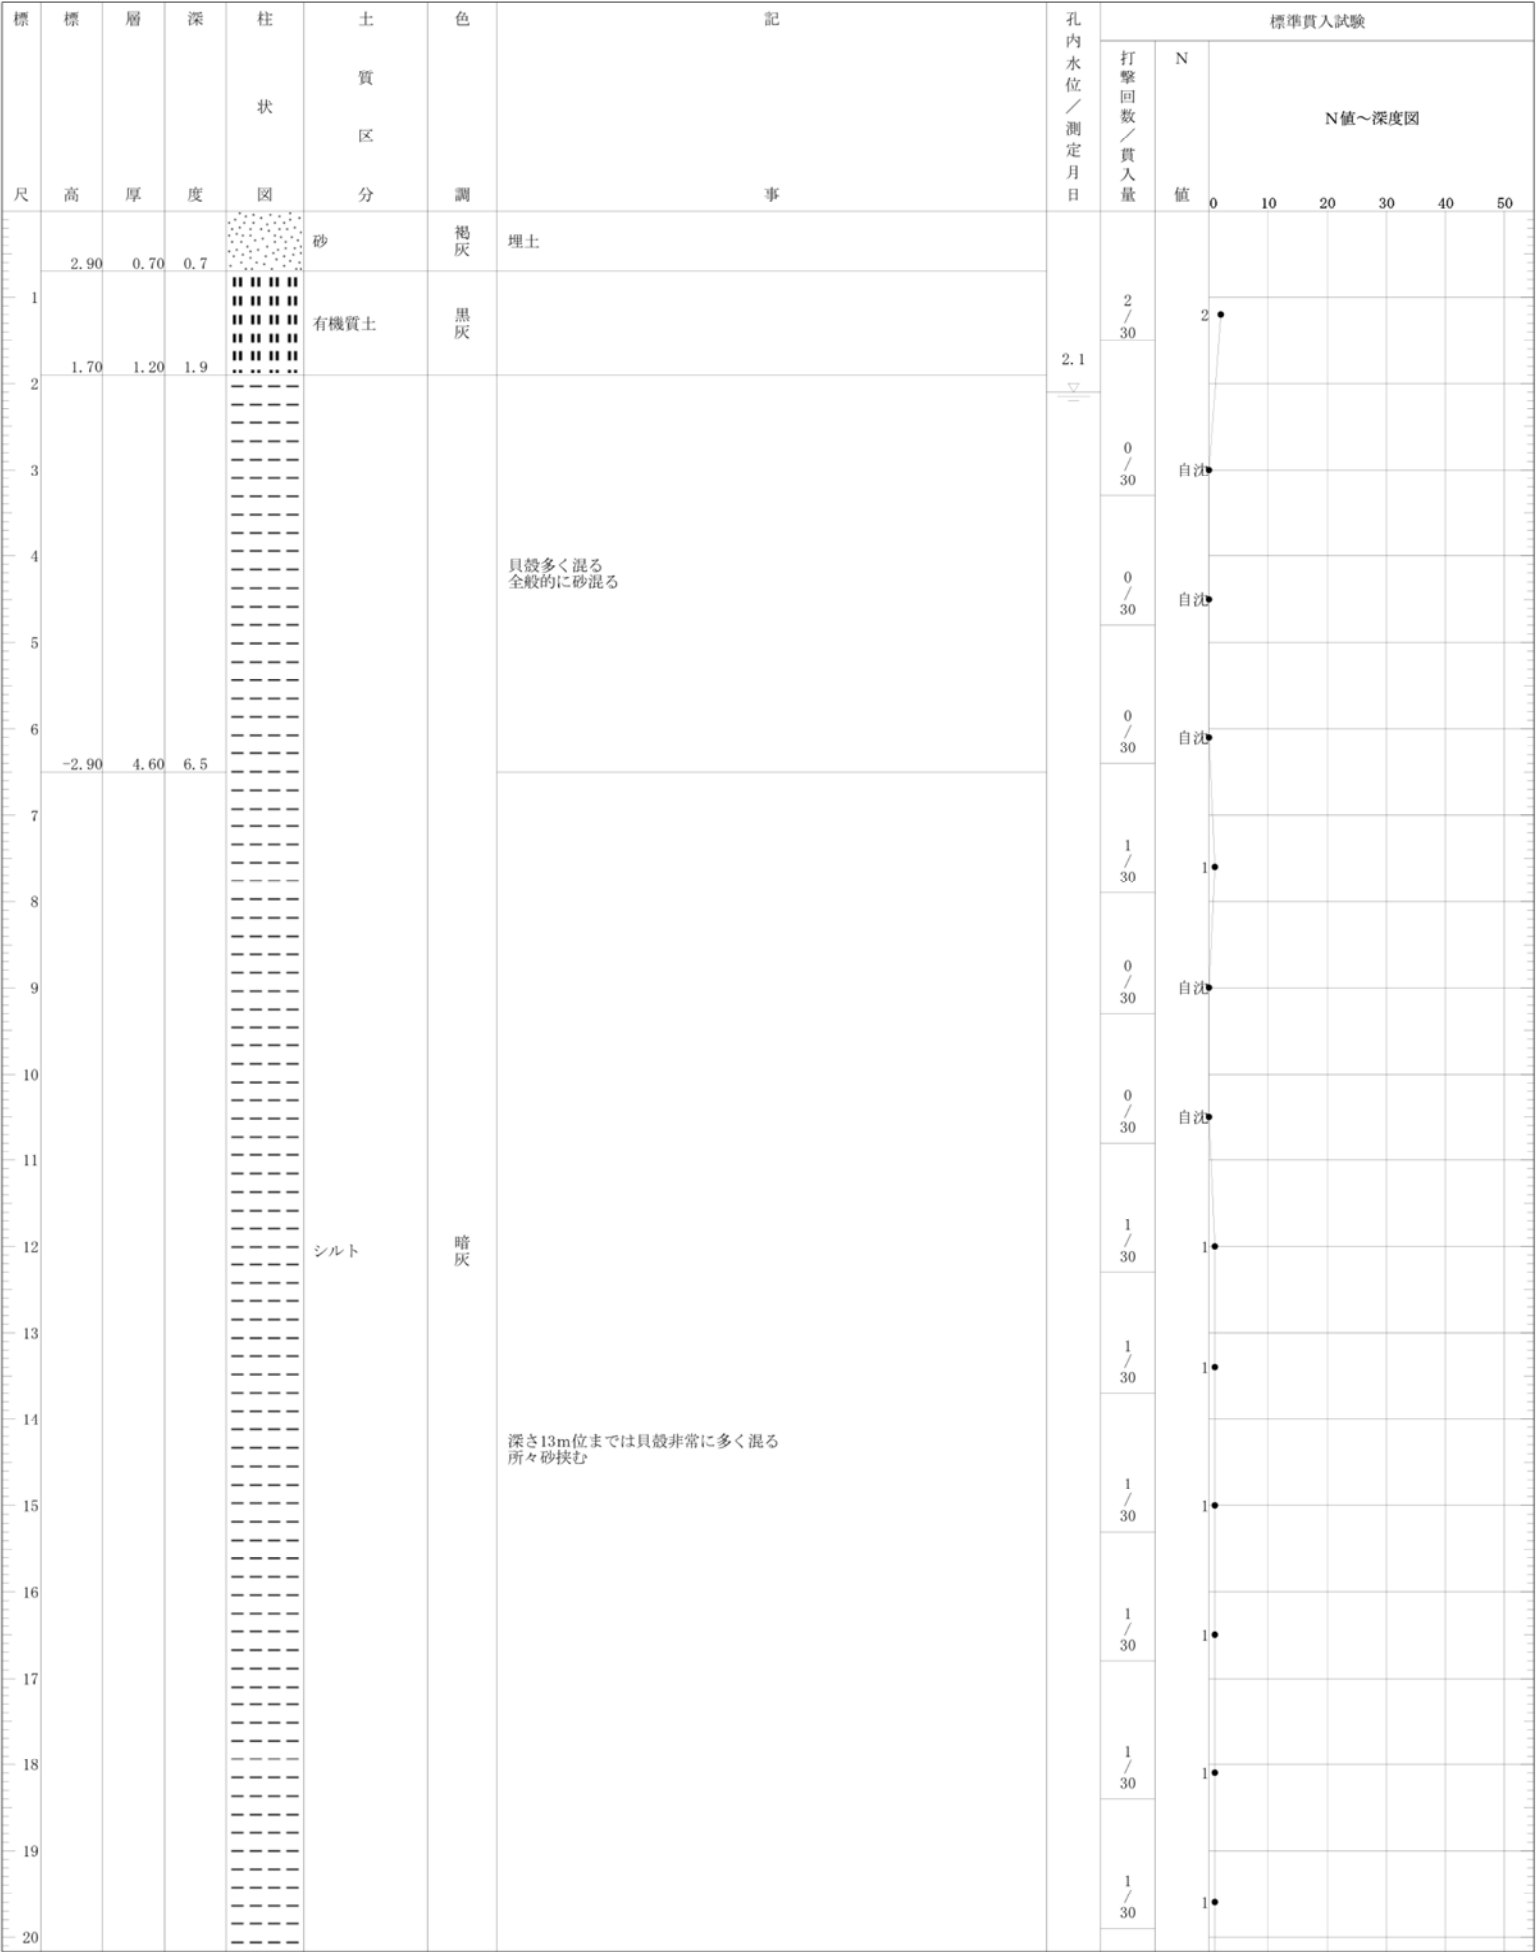 標尺
標高
層厚
深度
柱状図
土質区分
色調
記事
孔内水位/測定月日
標準貫入試験
打撃回数/貫入量
N値
N値～深度図
0 10 20 30 40 50
砂
褐灰
埋土
2.90 0.70 0.7
1
有機質土
黒灰
2/30
2
1.70 1.20 1.9
2.1
2
0/30
3
自沈
4
貝殻多く混る
全般的に砂混る
0/30
自沈
5
6
0/30
自沈
-2.90 4.60 6.5
7
1/30
1
8
9
0/30
自沈
10
0/30
自沈
11
12
シルト
暗灰
1/30
1
13
1/30
1
14
深さ13m位までは貝殻非常に多く混る
所々砂挟む
15
1/30
1
16
1/30
1
17
18
1/30
1
19
1/30
1
20